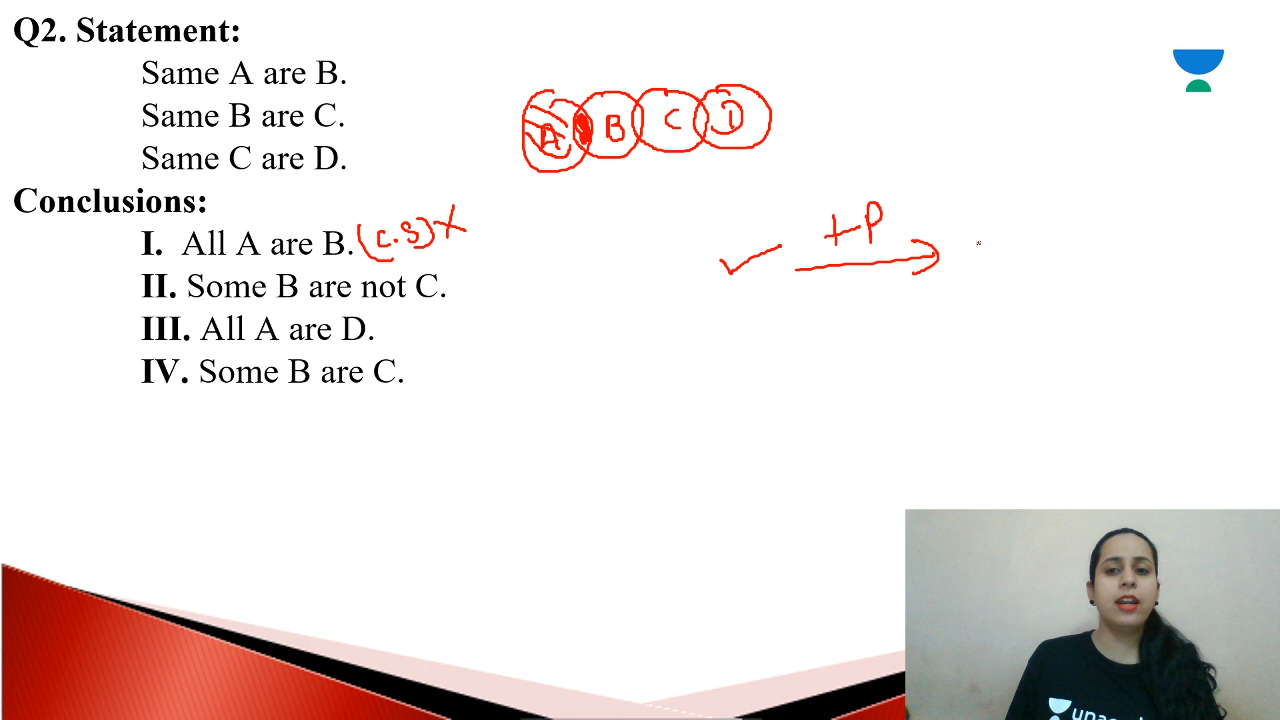 Q2. Statement:
Same A are B.
Same B are C.
Same C are D.
A B C D
Conclusions:
I. All A are B. (C.S) X
+P
II. Some B are not C.
III. All A are D.
IV. Some B are C.